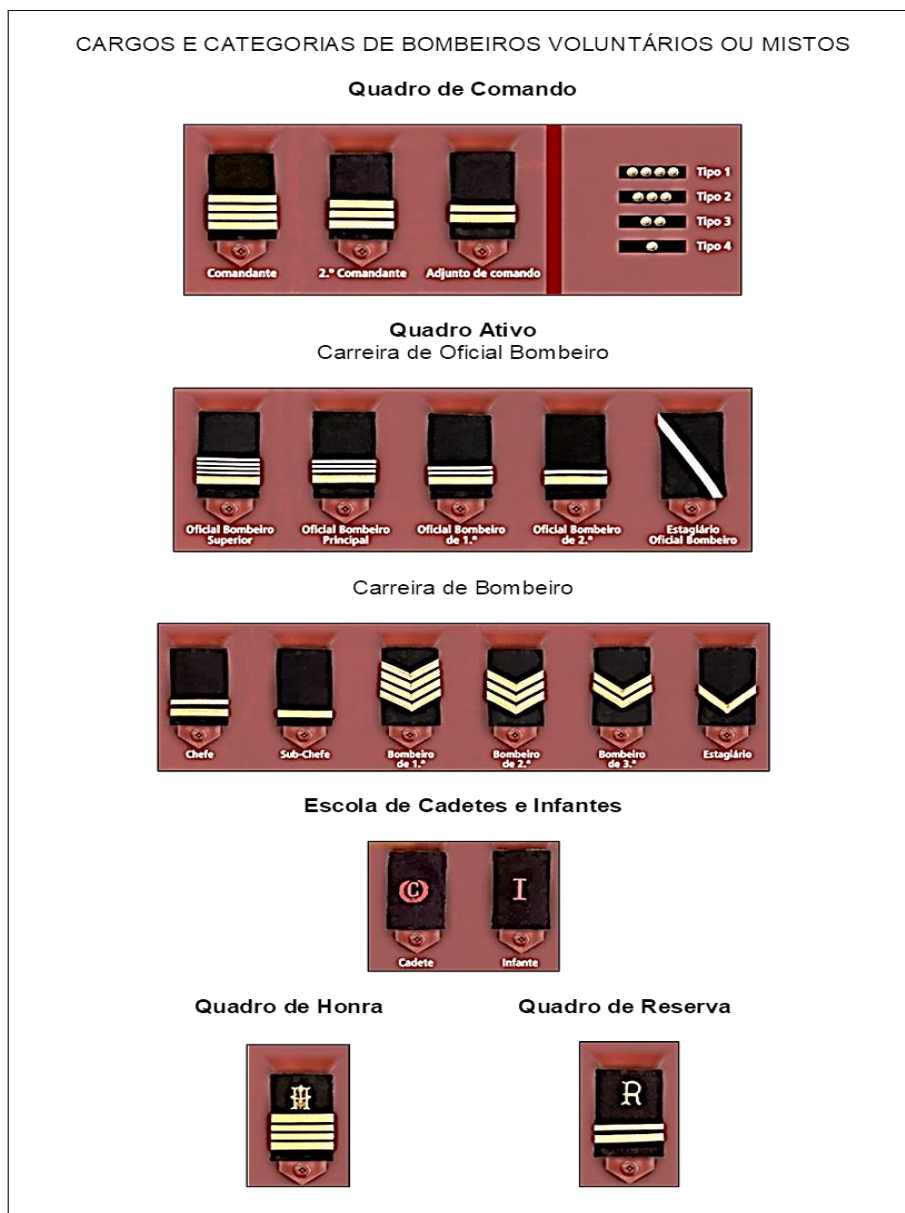 CARGOS E CATEGORIAS DE BOMBEIROS VOLUNTÁRIOS OU MISTOS
Quadro de Comando
Tipo 1
Tipo 2
Tipo 3
Tipo 4
Comandante
2.º Comandante
Adjunto de comando
Quadro Ativo
Carreira de Oficial Bombeiro
Oficial Bombeiro
Superior
Oficial Bombeiro
Principal
Oficial Bombeiro
de 1.ª
Oficial Bombeiro
de 2.ª
Estagiário
Oficial Bombeiro
Carreira de Bombeiro
Chefe
Sub-Chefe
Bombeiro
de 1.ª
Bombeiro
de 2.ª
Bombeiro
de 3.ª
Estagiário
Escola de Cadetes e Infantes
C
I
Cadete
Infante
Quadro de Honra
Quadro de Reserva
H
R